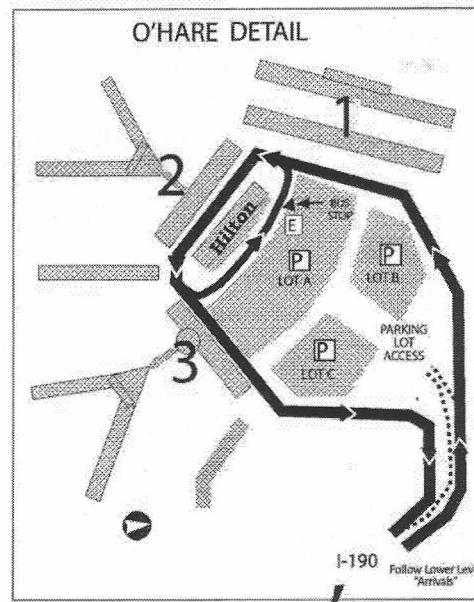 O'HARE DETAIL
1
2
Hilton
BUS
STOP
E
P
LOT A
P
LOT B
PARKING
LOT
ACCESS
3
P
LOT C
I-190
Follow Lower Lev
"Arrivals"